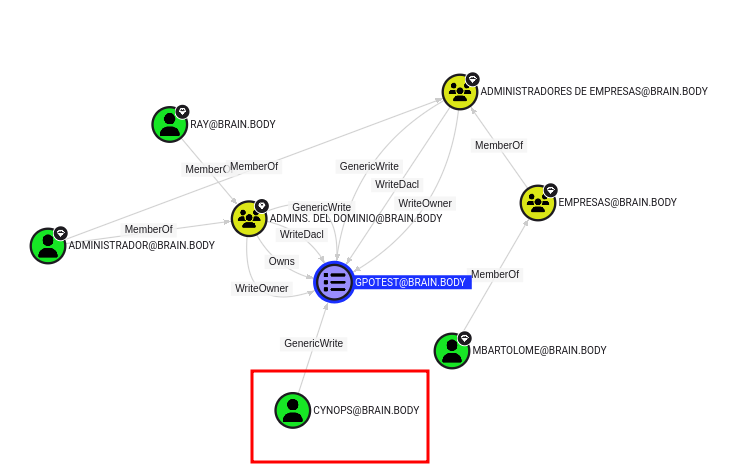 ADMINISTRADORES DE EMPRESAS@BRAIN.BODY
RAY@BRAIN.BODY
MemberOf
MemberOf
MemberOf
GenericWrite
WriteDacl
WriteOwner
EMPRESAS@BRAIN.BODY
GenericWrite
ADMINS. DEL DOMINIO@BRAIN.BODY
MemberOf
WriteDacl
ADMINISTRADOR@BRAIN.BODY
Owns
MemberOf
GPOTEST@BRAIN.BODY
WriteOwner
GenericWrite
MBARTOLOME@BRAIN.BODY
CYNOPS@BRAIN.BODY